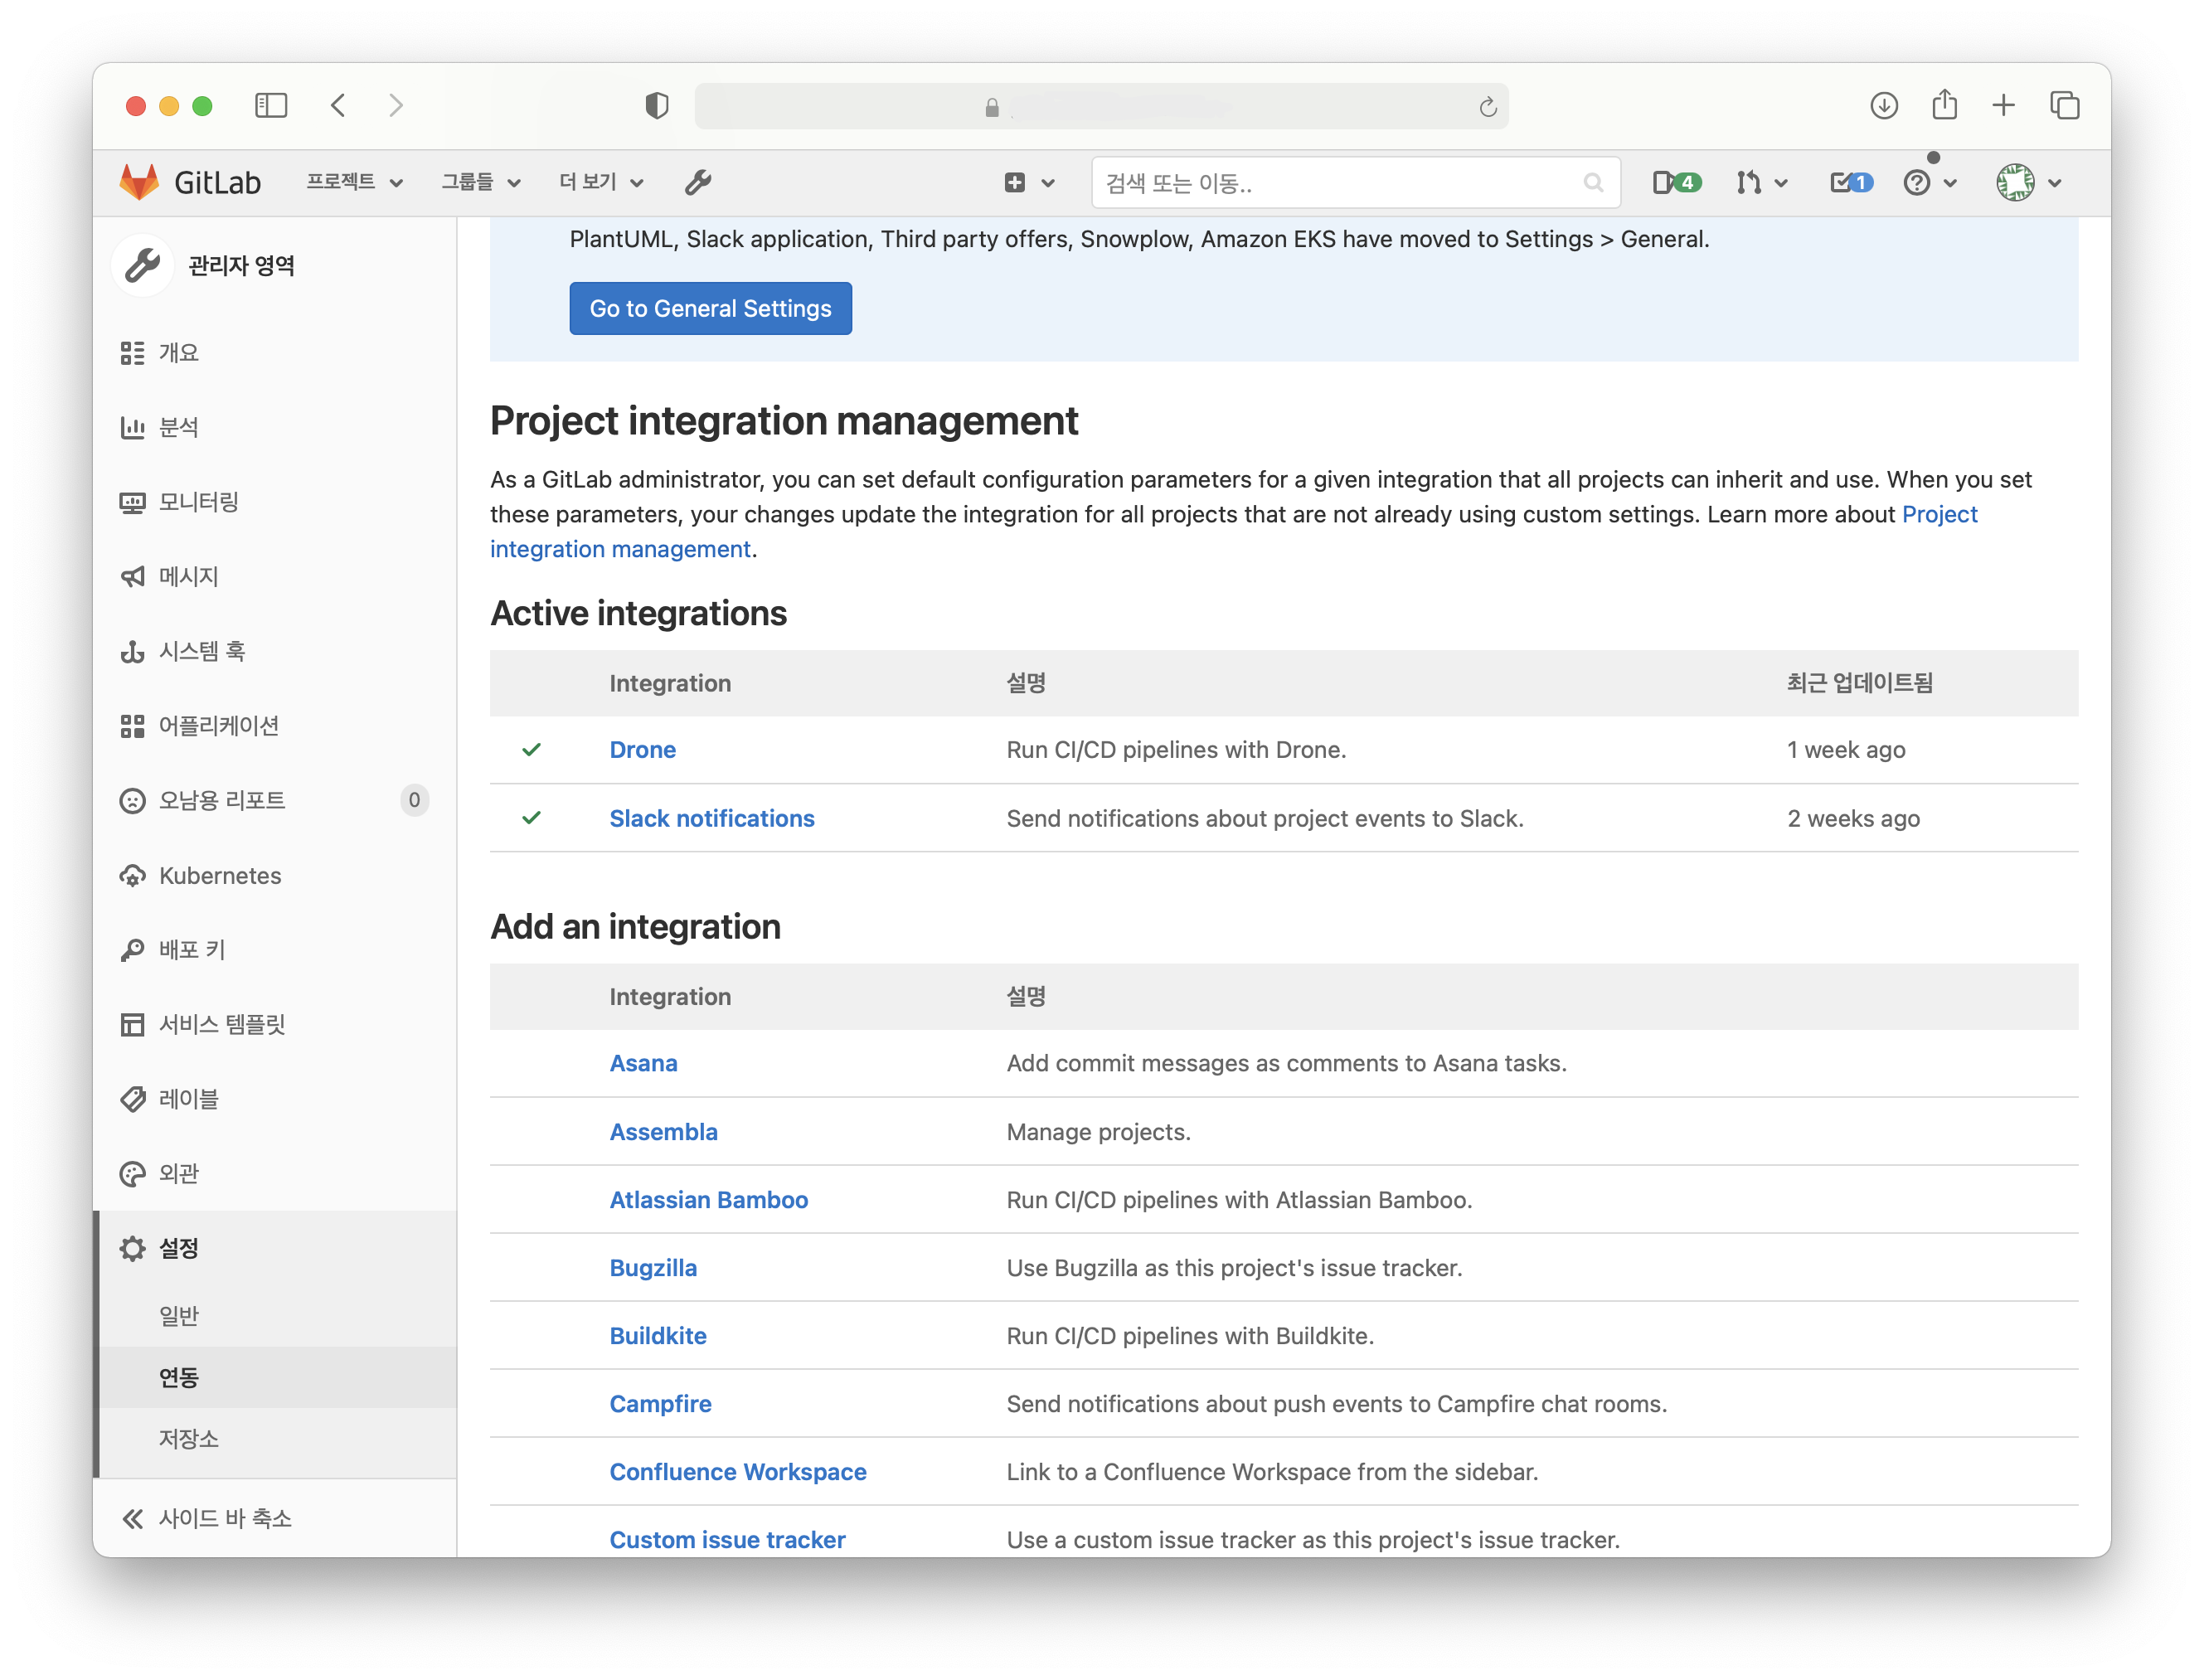 GitLab
프로젝트
그룹들
더 보기
검색 또는 이동..
4
1
관리자 영역
개요
분석
모니터링
메시지
시스템 훅
어플리케이션
오남용 리포트
0
Kubernetes
배포 키
서비스 템플릿
레이블
외관
설정
일반
연동
저장소
사이드 바 축소
PlantUML, Slack application, Third party offers, Snowplow, Amazon EKS have moved to Settings > General.
Go to General Settings
Project integration management
As a GitLab administrator, you can set default configuration parameters for a given integration that all projects can inherit and use. When you set
these parameters, your changes update the integration for all projects that are not already using custom settings. Learn more about Project
integration management.
Active integrations
Integration 설명 최근 업데이트됨
Drone Run CI/CD pipelines with Drone. 1 week ago
Slack notifications Send notifications about project events to Slack. 2 weeks ago
Add an integration
Integration 설명
Asana Add commit messages as comments to Asana tasks.
Assembla Manage projects.
Atlassian Bamboo Run CI/CD pipelines with Atlassian Bamboo.
Bugzilla Use Bugzilla as this project's issue tracker.
Buildkite Run CI/CD pipelines with Buildkite.
Campfire Send notifications about push events to Campfire chat rooms.
Confluence Workspace Link to a Confluence Workspace from the sidebar.
Custom issue tracker Use a custom issue tracker as this project's issue tracker.